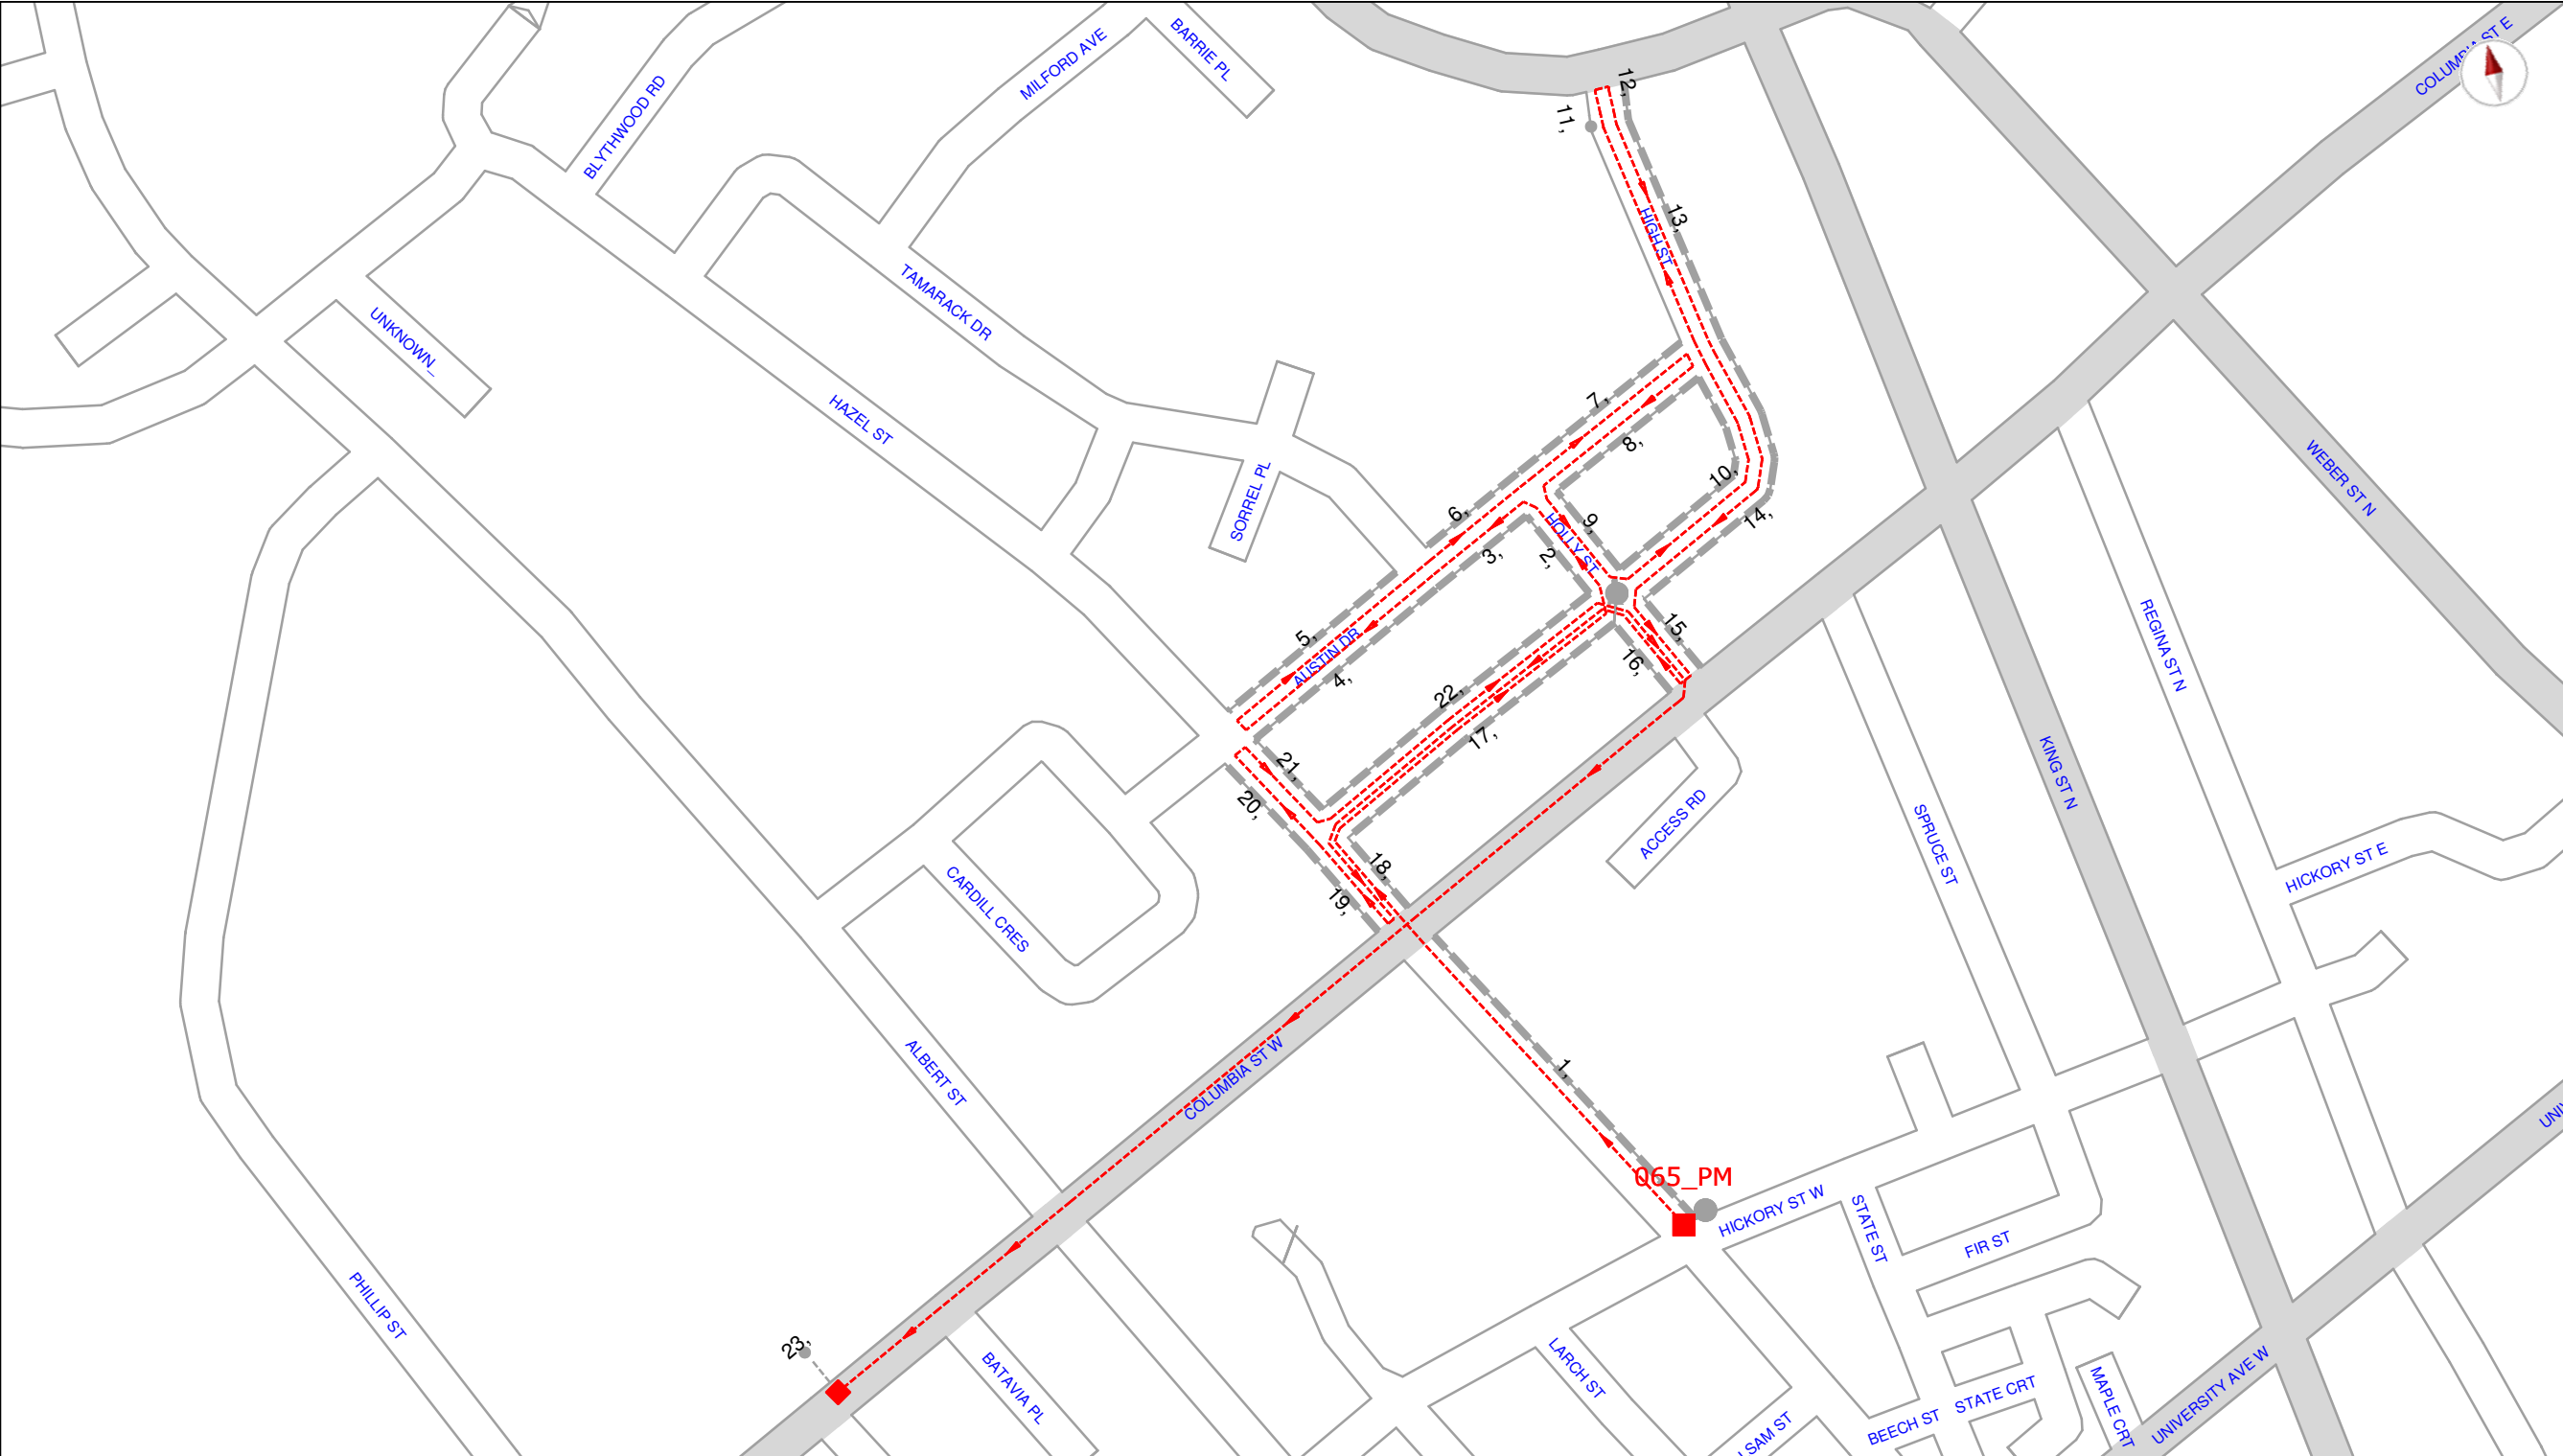 COLUMBIA ST E
MILFORD AVE
BARRIE PL
BLYTHWOOD RD
12,
11,
13,
HIGH ST
TAMARACK DR
UNKNOWN_
HAZEL ST
7,
8,
10,
WEBER ST N
SORREL PL
6,
9,
14,
HOLLY ST
3,
2,
5,
AUSTIN DR
4,
15,
16,
REGINA ST N
22,
17,
21,
20,
KING ST N
ACCESS RD
SPRUCE ST
18,
19,
HICKORY ST E
CARDILL CRES
ALBERT ST
COLUMBIA ST W
1,
065_PM
HICKORY ST W
STATE ST
FIR ST
PHILLIP ST
23,
BATAVIA PL
LARCH ST
LSAM ST
BEECH ST
STATE CRT
MAPLE CRT
UNIVERSITY AVE W
UNIV